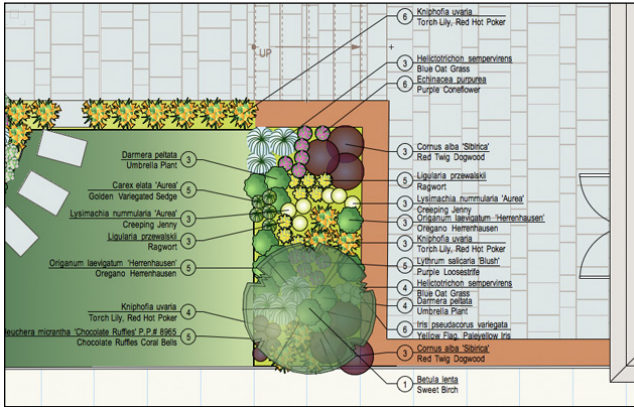 6
Kniphofia uvaria
Torch Lily, Red Hot Poker
UP
3
Helictotrichon sempervirens
Blue Oat Grass
6
Echinacea purpurea
Purple Coneflower
3
Cornus alba 'Sibirica'
Red Twig Dogwood
5
Ligularia przewalskii
Ragwort
3
Lysimachia nummularia 'Aurea'
Creeping Jenny
3
Origanum laevigatum 'Herrenhausen'
Oregano Herrenhausen
3
Kniphofia uvaria
Torch Lily, Red Hot Poker
5
Lythrum salicaria 'Blush'
Purple Loosestrife
4
Helictotrichon sempervirens
Blue Oat Grass
4
Darmera peltata
Umbrella Plant
6
Iris pseudacorus variegata
Yellow Flag, Paleyellow Iris
3
Cornus alba 'Sibirica'
Red Twig Dogwood
1
Betula lenta
Sweet Birch
Darmera peltata
Umbrella Plant
3
Carex elata 'Aurea'
Golden Variegated Sedge
5
Lysimachia nummularia 'Aurea'
Creeping Jenny
3
Ligularia przewalskii
Ragwort
3
Origanum laevigatum 'Herrenhausen'
Oregano Herrenhausen
5
Kniphofia uvaria
Torch Lily, Red Hot Poker
4
leuchera micrantha 'Chocolate Ruffles' P.P.# 8965
Chocolate Ruffles Coral Bells
5